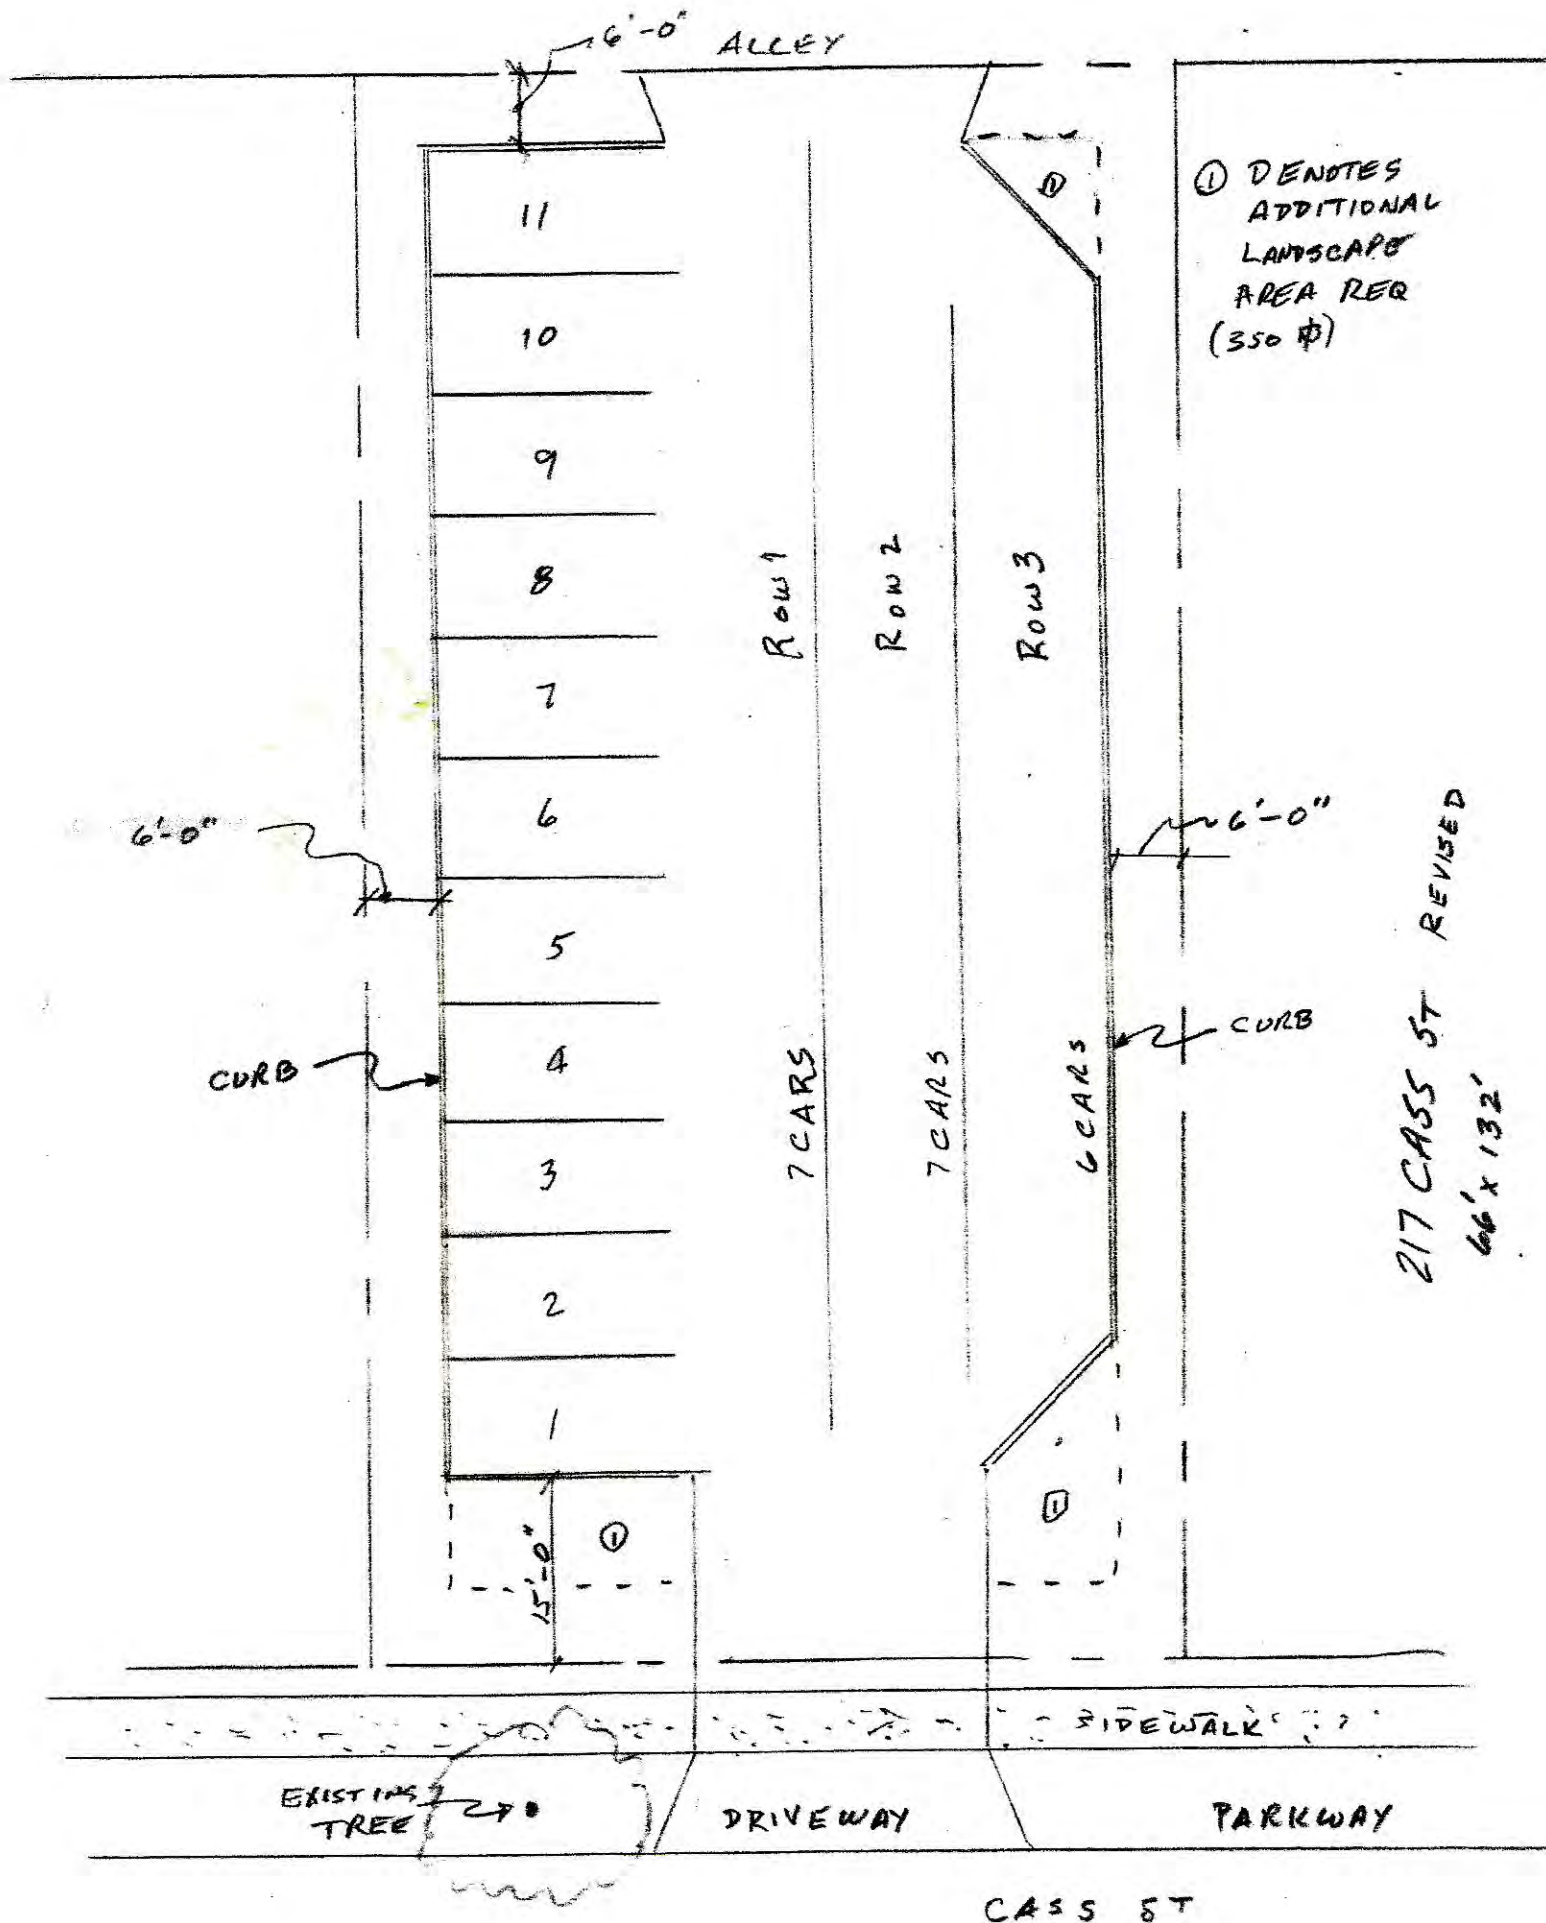 6'-0"
ALLEY
① DENOTES
ADDITIONAL
LANDSCAPE
AREA REQ
(350 ⏍)
①
11
10
9
8
7
6
5
4
3
2
1
ROW 1
ROW 2
ROW 3
6'-0"
6'-0"
CURB
CURB
7 CARS
7 CARS
6 CARS
217 CASS ST REVISED
66' x 132'
15'-0"
①
①
SIDEWALK
EXISTING
TREE
DRIVEWAY
PARKWAY
CASS ST